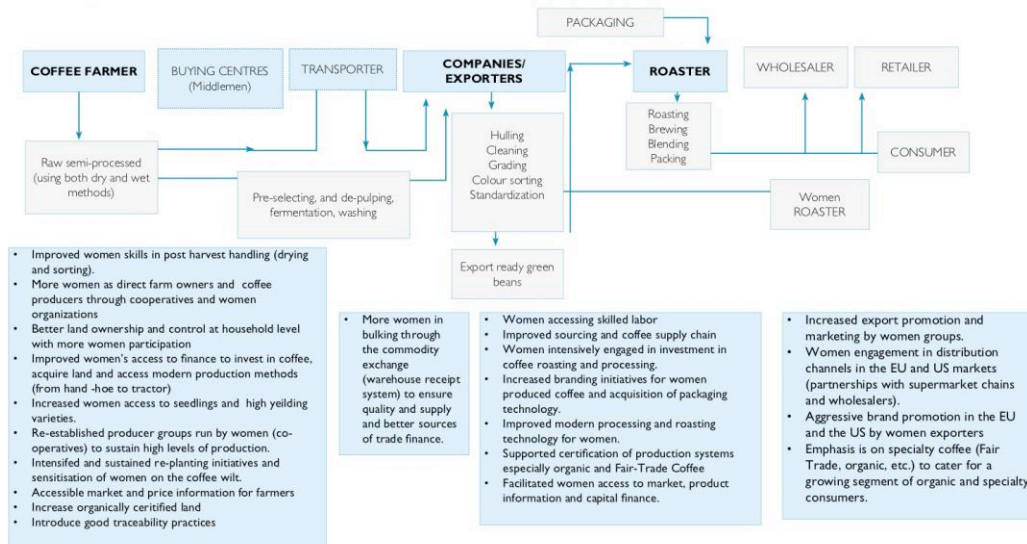 PACKAGING
COFFEE FARMER
BUYING CENTRES
(Middlemen)
TRANSPORTER
COMPANIES/
EXPORTERS
ROASTER
WHOLESALER
RETAILER
Raw semi-processed
(using both dry and wet
methods)
Pre-selecting, and de-pulping,
fermentation, washing
Hulling
Cleaning
Grading
Colour sorting
Standardization
Roasting
Brewing
Blending
Packing
CONSUMER
Women
ROASTER
Export ready green
beans
• Improved women skills in post harvest handling (drying
and sorting).
• More women as direct farm owners and coffee
producers through cooperatives and women
organizations
• Better land ownership and control at household level
with more women participation
• Improved women's access to finance to invest in coffee,
acquire land and access modern production methods
(from hand -hoe to tractor)
• Increased women access to seedlings and high yeilding
varieties.
• Re-established producer groups run by women (co-
operatives) to sustain high levels of production.
• Intensifed and sustained re-planting initiatives and
sensitisation of women on the coffee wilt.
• Accessible market and price information for farmers
• Increase organically ceritified land
• Introduce good traceability practices
• More women in
bulking through
the commodity
exchange
(warehouse receipt
system) to ensure
quality and supply
and better sources
of trade finance.
• Women accessing skilled labor
• Improved sourcing and coffee supply chain
• Women intensively engaged in investment in
coffee roasting and processing.
• Increased branding initiatives for women
produced coffee and acquisition of packaging
technology.
• Improved modern processing and roasting
technology for women.
• Supported certification of production systems
especially organic and Fair-Trade Coffee
• Facilitated women access to market, product
information and capital finance.
• Increased export promotion and
marketing by women groups.
• Women engagement in distribution
channels in the EU and US markets
(partnerships with supermarket chains
and wholesalers).
• Aggressive brand promotion in the EU
and the US by women exporters
• Emphasis is on specialty coffee (Fair
Trade, organic, etc.) to cater for a
growing segment of organic and specialty
consumers.